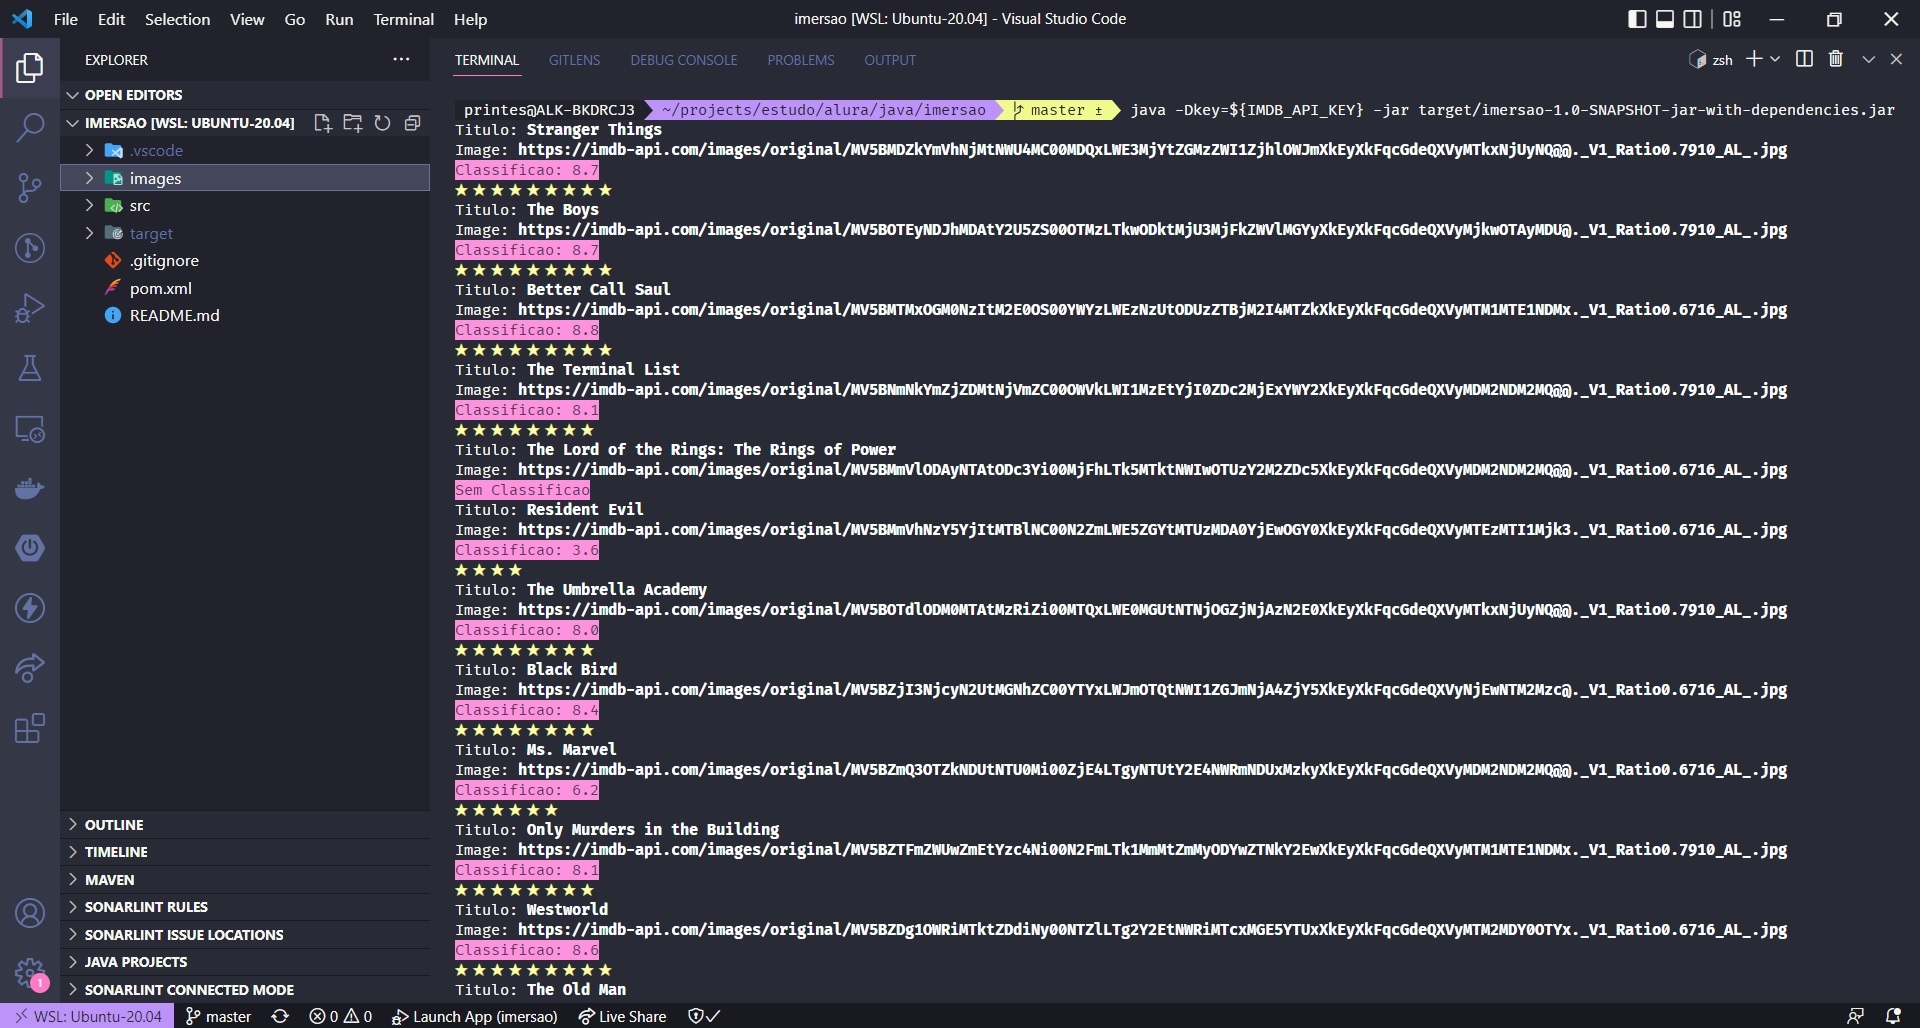 File Edit Selection View Go Run Terminal Help
imersao [WSL: Ubuntu-20.04] - Visual Studio Code
EXPLORER
OPEN EDITORS
IMERSAO [WSL: UBUNTU-20.04]
.vscode
images
src
target
.gitignore
pom.xml
README.md
OUTLINE
TIMELINE
MAVEN
SONARLINT RULES
SONARLINT ISSUE LOCATIONS
JAVA PROJECTS
SONARLINT CONNECTED MODE
TERMINAL GITLENS DEBUG CONSOLE PROBLEMS OUTPUT
zsh
printes@ALK-BKDRCJ3 ~/projects/estudo/alura/java/imersao master ± java -Dkey=${IMDB_API_KEY} -jar target/imersao-1.0-SNAPSHOT-jar-with-dependencies.jar
Titulo: Stranger Things
Image: https://imdb-api.com/images/original/MV5BMDZkYmVhNjMtNWU4MC00MDQxLWE3MjYtZGMzZWI1ZjhlOWJmXkEyXkFqcGdeQXVyMTkxNjUyNQ@@._V1_Ratio0.7910_AL_.jpg
Classificao: 8.7
★★★★★★★★★
Titulo: The Boys
Image: https://imdb-api.com/images/original/MV5BOTEyNDJhMDAtY2U5ZS00OTMzLTkwODktMjU3MjFkZWVlMGYyXkEyXkFqcGdeQXVyMjkwOTAyMDU@._V1_Ratio0.7910_AL_.jpg
Classificao: 8.7
★★★★★★★★★
Titulo: Better Call Saul
Image: https://imdb-api.com/images/original/MV5BMTMxOGM0NzItM2E0OS00YWYzLWEzNzUtODUzZTBjM2I4MTZkXkEyXkFqcGdeQXVyMTM1MTE1NDMx._V1_Ratio0.6716_AL_.jpg
Classificao: 8.8
★★★★★★★★★
Titulo: The Terminal List
Image: https://imdb-api.com/images/original/MV5BNmNkYmZjZDMtNjVmZC00OWVkLWI1MzEtYjI0ZDc2MjExYWY2XkEyXkFqcGdeQXVyMDM2NDM2MQ@@._V1_Ratio0.7910_AL_.jpg
Classificao: 8.1
★★★★★★★★
Titulo: The Lord of the Rings: The Rings of Power
Image: https://imdb-api.com/images/original/MV5BMmVlODAyNTAtODc3Yi00MjFhLTk5MTktNWIwOTUzY2M2ZDc5XkEyXkFqcGdeQXVyMDM2NDM2MQ@@._V1_Ratio0.6716_AL_.jpg
Sem Classificao
Titulo: Resident Evil
Image: https://imdb-api.com/images/original/MV5BMmVhNzY5YjItMTBlNC00N2ZmLWE5ZGYtMTUzMDA0YjEwOGY0XkEyXkFqcGdeQXVyMTEzMTI1Mjk3._V1_Ratio0.6716_AL_.jpg
Classificao: 3.6
★★★★
Titulo: The Umbrella Academy
Image: https://imdb-api.com/images/original/MV5BOTdlODM0MTAtMzRiZi00MTQxLWE0MGUtNTNjOGZjNjAzN2E0XkEyXkFqcGdeQXVyMTkxNjUyNQ@@._V1_Ratio0.7910_AL_.jpg
Classificao: 8.0
★★★★★★★★
Titulo: Black Bird
Image: https://imdb-api.com/images/original/MV5BZjI3NjcyN2UtMGNhZC00YTYxLWJmOTQtNWI1ZGJmNjA4ZjY5XkEyXkFqcGdeQXVyNjEwNTM2Mzc@._V1_Ratio0.6716_AL_.jpg
Classificao: 8.4
★★★★★★★★
Titulo: Ms. Marvel
Image: https://imdb-api.com/images/original/MV5BZmQ3OTZkNDUtNTU0Mi00ZjE4LTgyNTUtY2E4NWRmNDUxMzkyXkEyXkFqcGdeQXVyMDM2NDM2MQ@@._V1_Ratio0.7910_AL_.jpg
Classificao: 6.2
★★★★★★
Titulo: Only Murders in the Building
Image: https://imdb-api.com/images/original/MV5BZTFmZWUwZmEtYzc4Ni00N2FmLTk1MmMtZmMyODYwZTNkY2EwXkEyXkFqcGdeQXVyMTM1MTE1NDMx._V1_Ratio0.7910_AL_.jpg
Classificao: 8.1
★★★★★★★★
Titulo: Westworld
Image: https://imdb-api.com/images/original/MV5BZDg1OWRiMTktZDdiNy00NTZlLTg2Y2EtNWRiMTcxMGE5YTUxXkEyXkFqcGdeQXVyMTM2MDY0OTYx._V1_Ratio0.6716_AL_.jpg
Classificao: 8.6
★★★★★★★★★
Titulo: The Old Man
1
WSL: Ubuntu-20.04 master 0 0 Launch App (imersao) Live Share